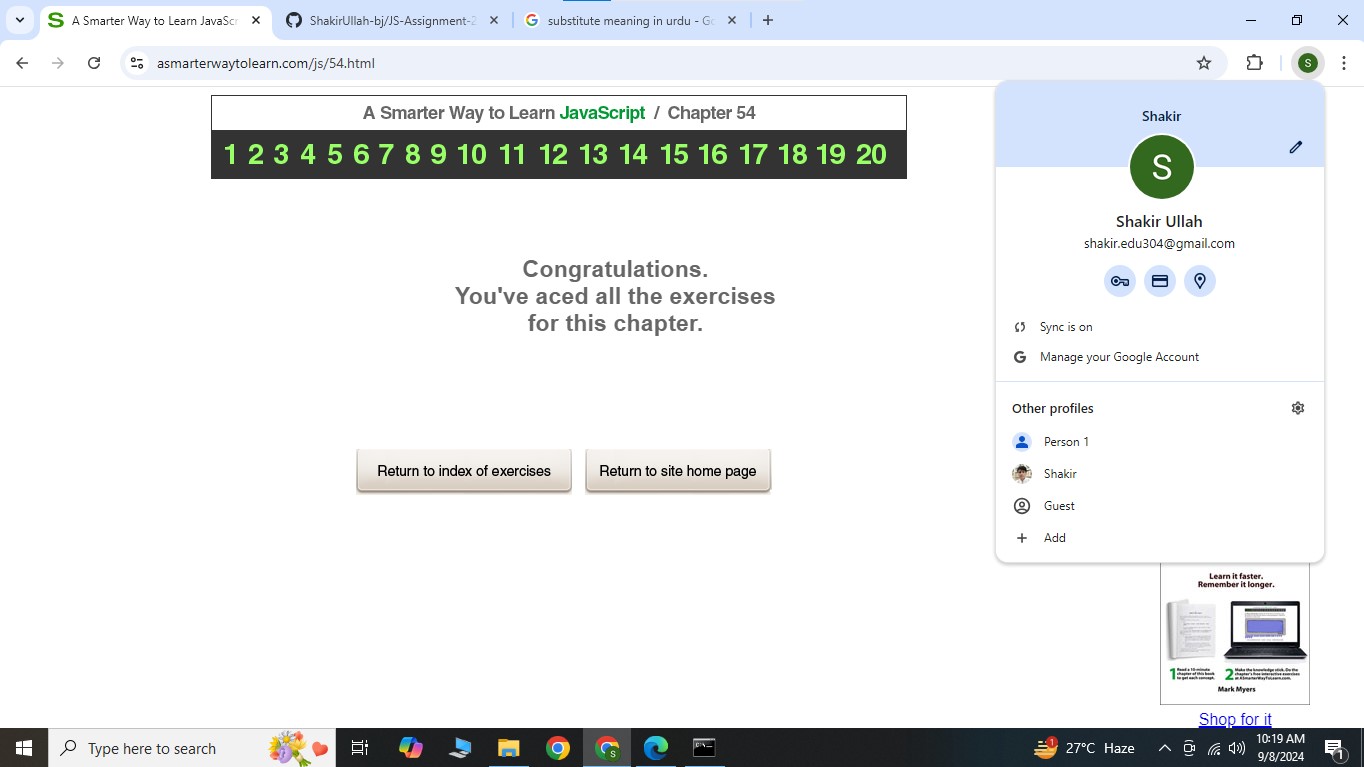 A Smarter Way to Learn JavaScr
ShakirUllah-bj/JS-Assignment-2
substitute meaning in urdu - Go
asmarterwaytolearn.com/js/54.html
S
A Smarter Way to Learn JavaScript / Chapter 54
1 2 3 4 5 6 7 8 9 10 11 12 13 14 15 16 17 18 19 20
Congratulations.
You've aced all the exercises
for this chapter.
Return to index of exercises
Return to site home page
Shakir
S
Shakir Ullah
shakir.edu304@gmail.com
Sync is on
Manage your Google Account
Other profiles
Person 1
Shakir
Guest
Add
Learn it faster.
Remember it longer.
1 Read a 10-minute
chapter of this book
to get each concept.
2 Make the knowledge click. Do the
chapter's free interactive exercises
at ASmarterWayToLearn.com.
Mark Myers
Shop for it
Type here to search
27°C Haze
10:19 AM
9/8/2024